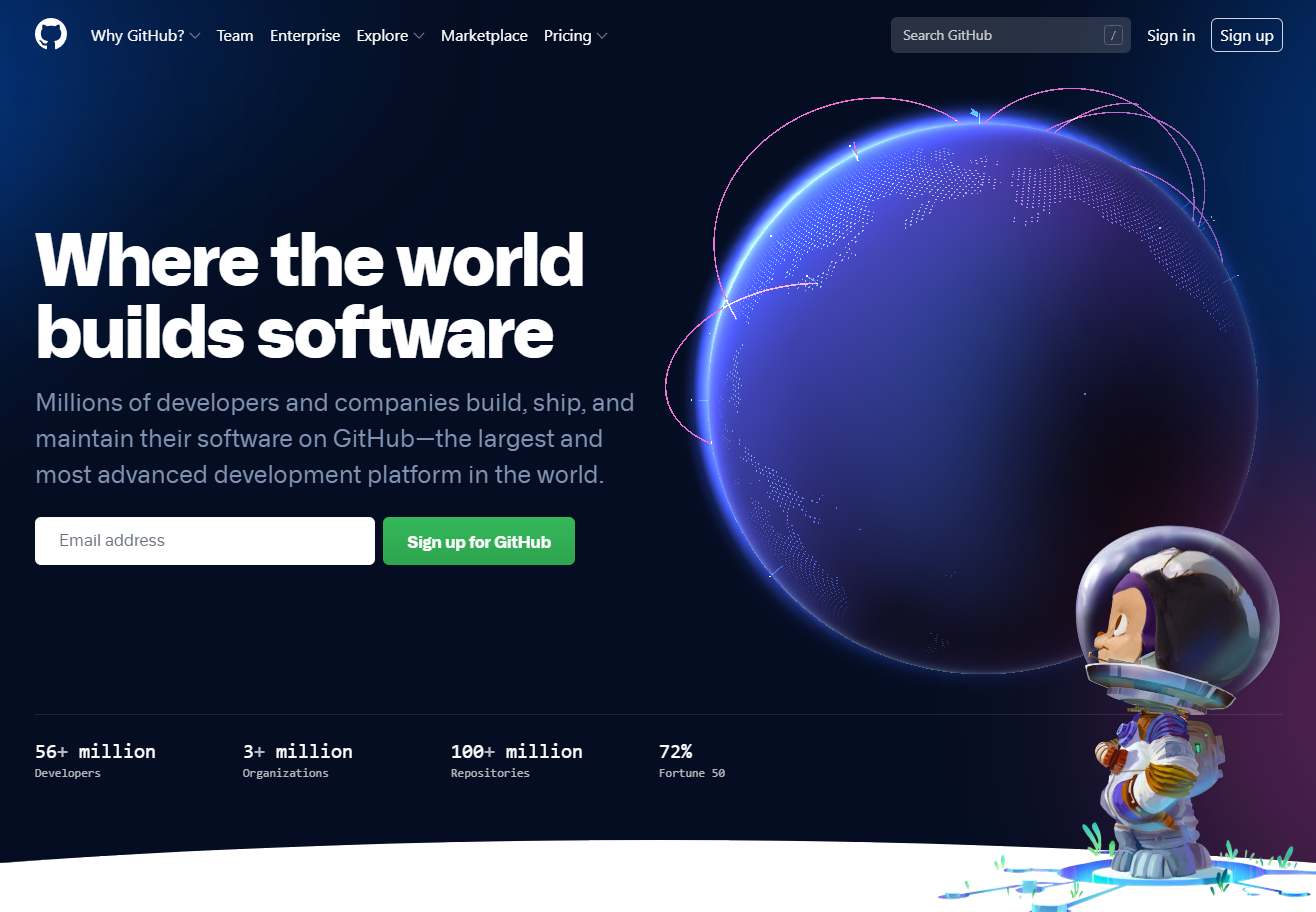 Why GitHub? Team Enterprise Explore Marketplace Pricing Search GitHub / Sign in Sign up
Where the world
builds software
Millions of developers and companies build, ship, and
maintain their software on GitHub—the largest and
most advanced development platform in the world.
Email address Sign up for GitHub
56+ million 3+ million 100+ million 72%
Developers Organizations Repositories Fortune 50